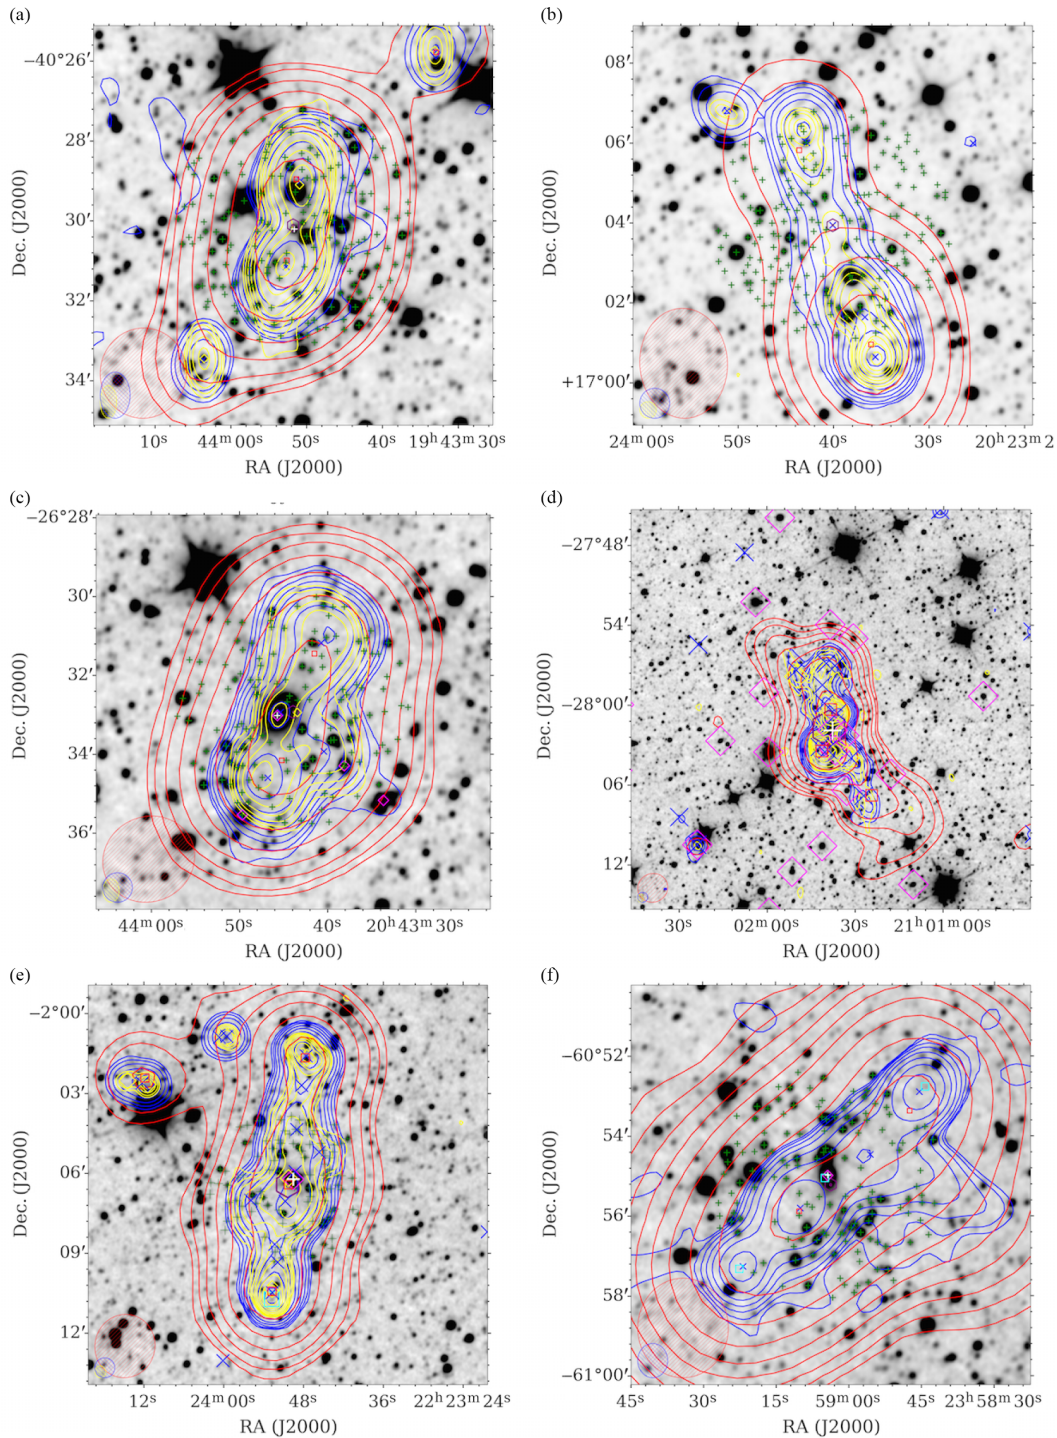 (a)
−40°26′
28′
30′
32′
34′
Dec. (J2000)
10ˢ 44ᵐ00ˢ 50ˢ 40ˢ 19ʰ43ᵐ30ˢ
RA (J2000)
(b)
08′
06′
04′
02′
+17°00′
Dec. (J2000)
24ᵐ00ˢ 50ˢ 40ˢ 30ˢ 20ʰ23ᵐ2
RA (J2000)
(c)
−26°28′
30′
32′
34′
36′
Dec. (J2000)
44ᵐ00ˢ 50ˢ 40ˢ 20ʰ43ᵐ30ˢ
RA (J2000)
(d)
−27°48′
54′
−28°00′
06′
12′
Dec. (J2000)
30ˢ 02ᵐ00ˢ 30ˢ 21ʰ01ᵐ00ˢ
RA (J2000)
(e)
−2°00′
03′
06′
09′
12′
Dec. (J2000)
12ˢ 24ᵐ00ˢ 48ˢ 36ˢ 22ʰ23ᵐ24ˢ
RA (J2000)
(f)
−60°52′
54′
56′
58′
−61°00′
Dec. (J2000)
45ˢ 30ˢ 15ˢ 59ᵐ00ˢ 45ˢ 23ʰ58ᵐ30ˢ
RA (J2000)